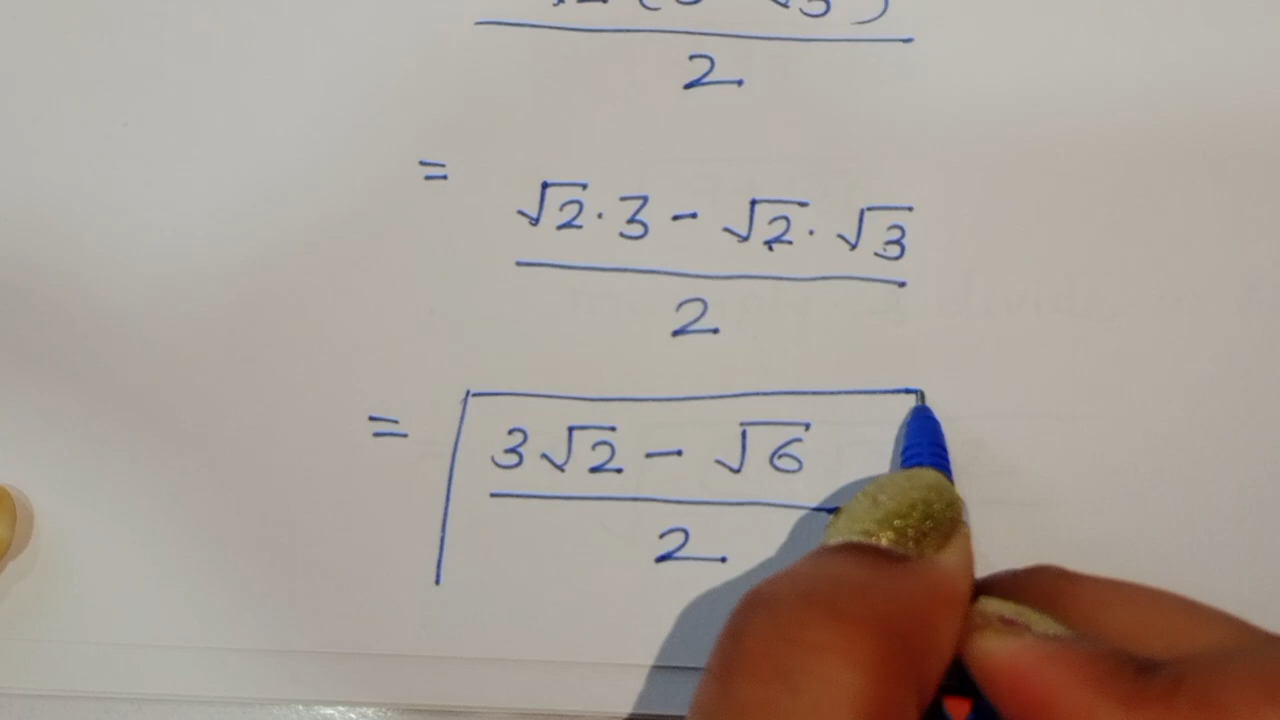 2
=
√2·3 - √2·√3
2
=
3√2 - √6
2